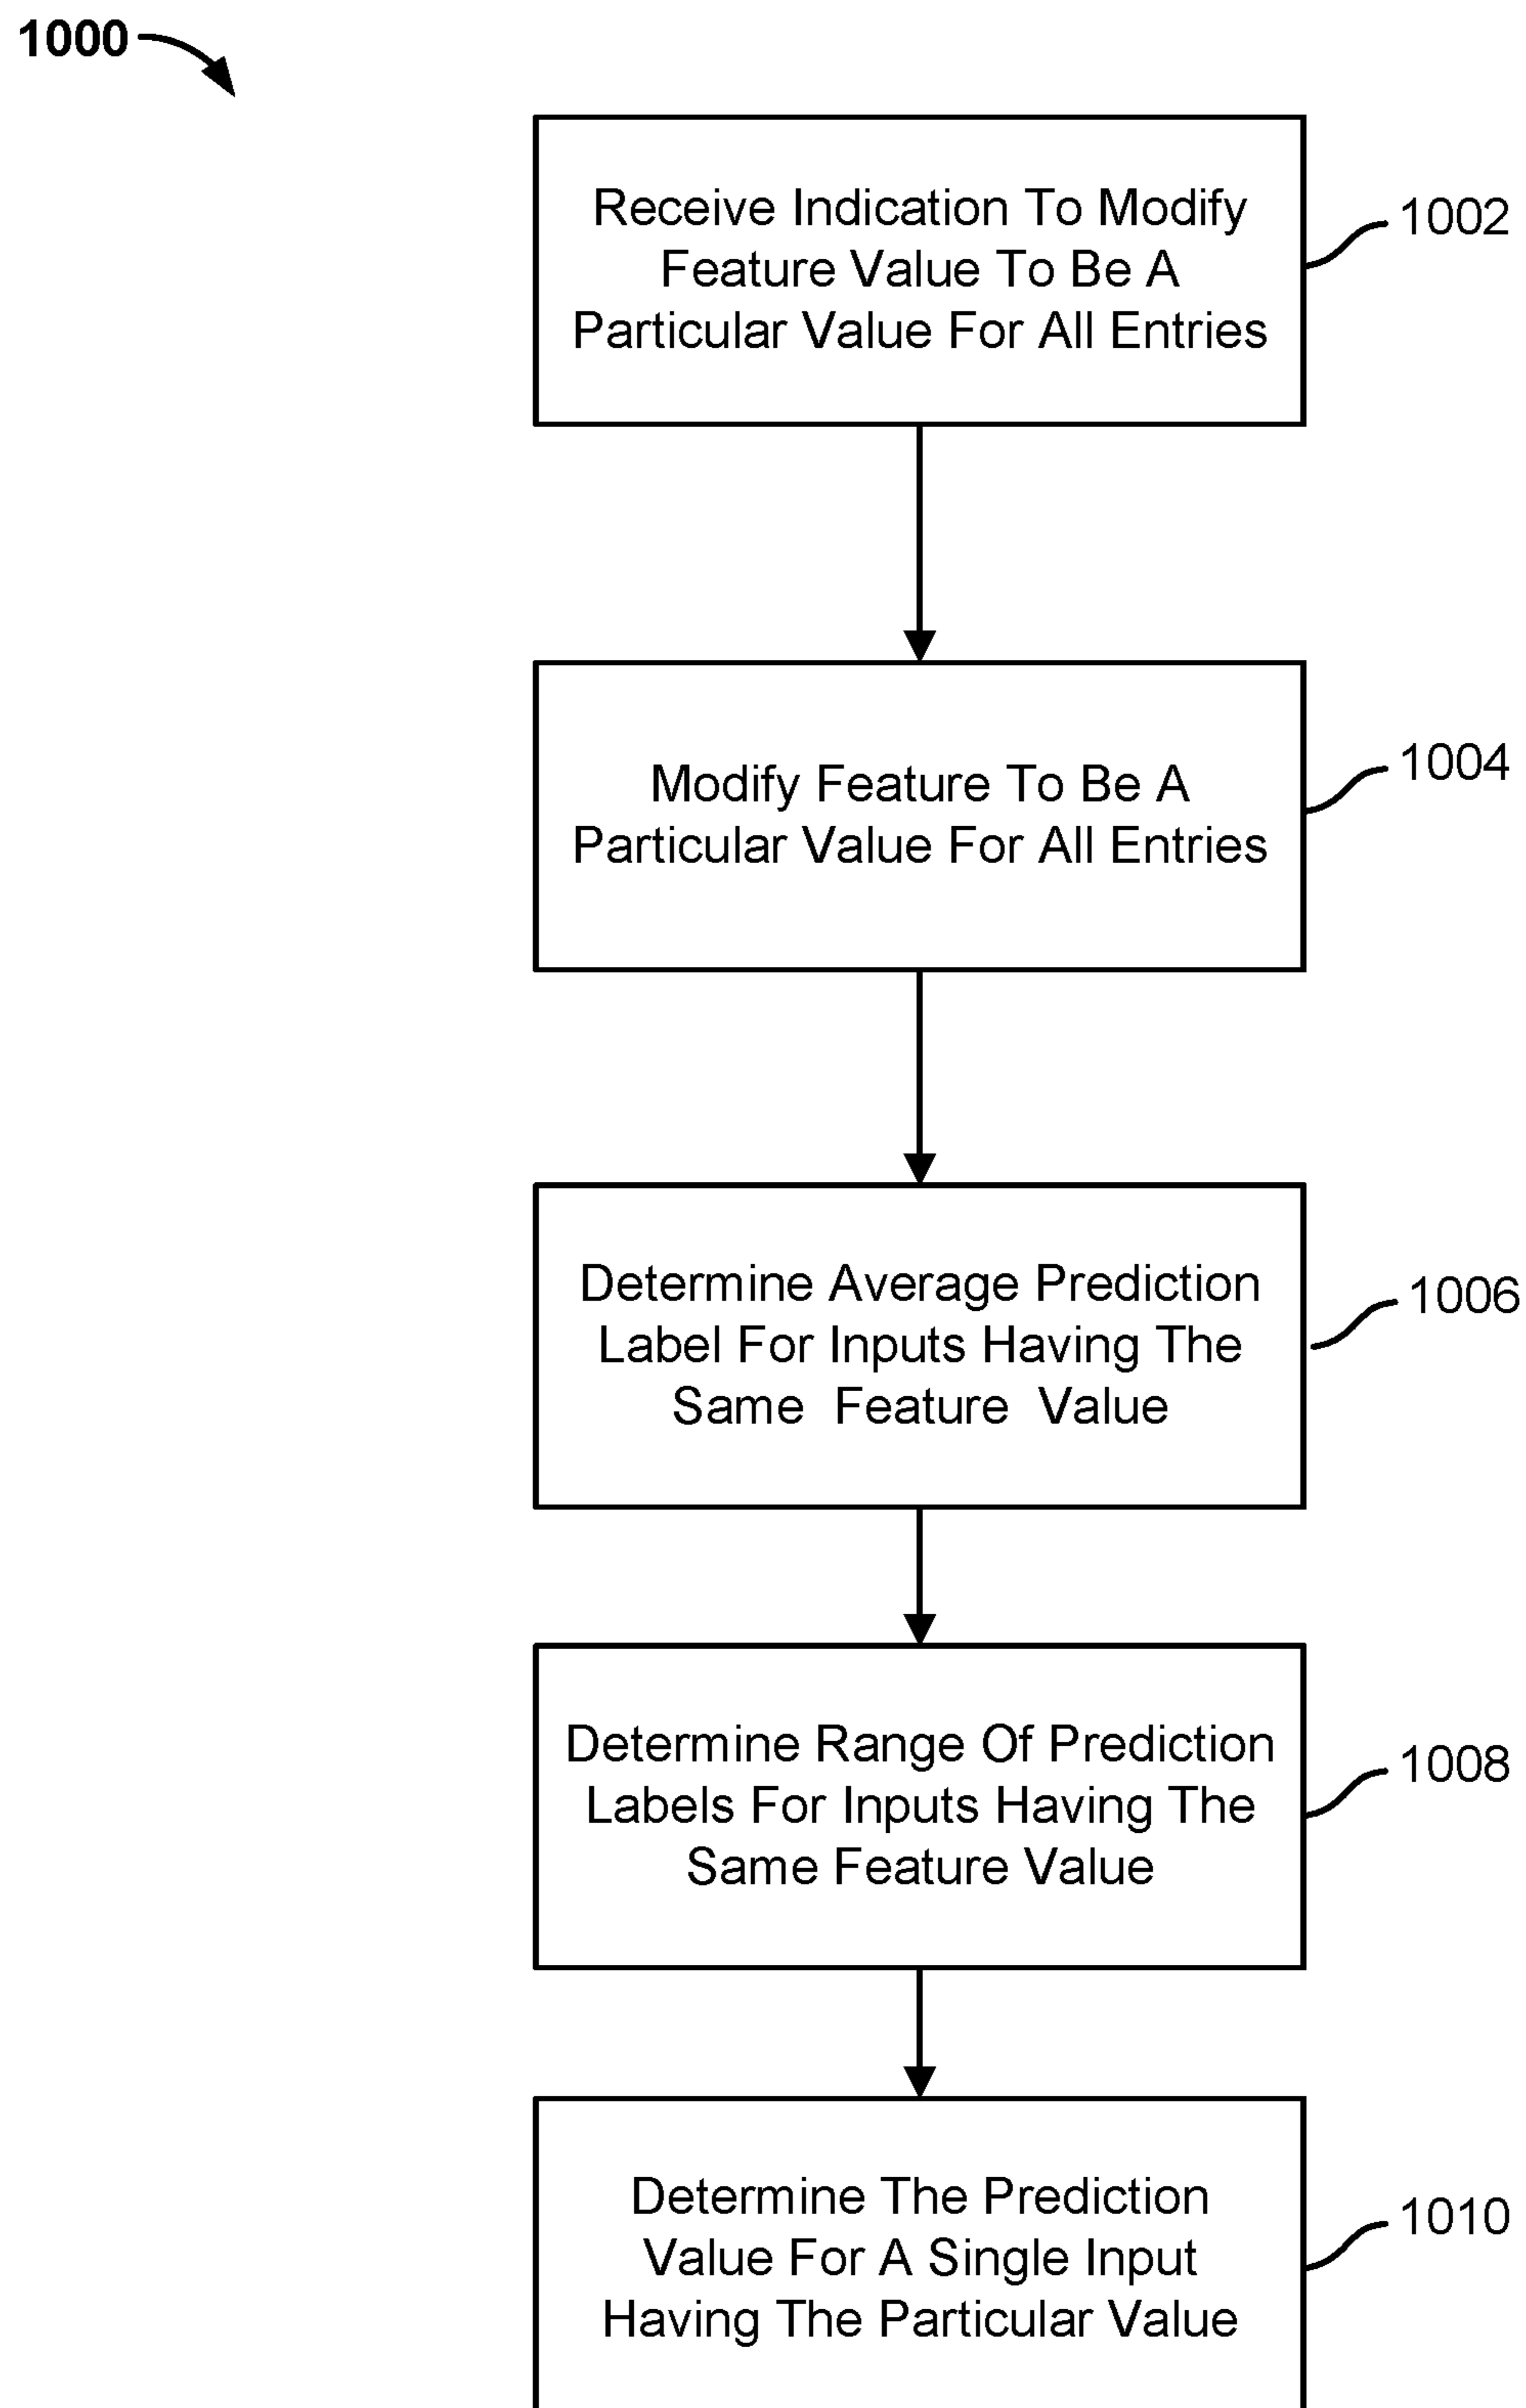 1000
Receive Indication To Modify
Feature Value To Be A
Particular Value For All Entries
1002
Modify Feature To Be A
Particular Value For All Entries
1004
Determine Average Prediction
Label For Inputs Having The
Same Feature Value
1006
Determine Range Of Prediction
Labels For Inputs Having The
Same Feature Value
1008
Determine The Prediction
Value For A Single Input
Having The Particular Value
1010